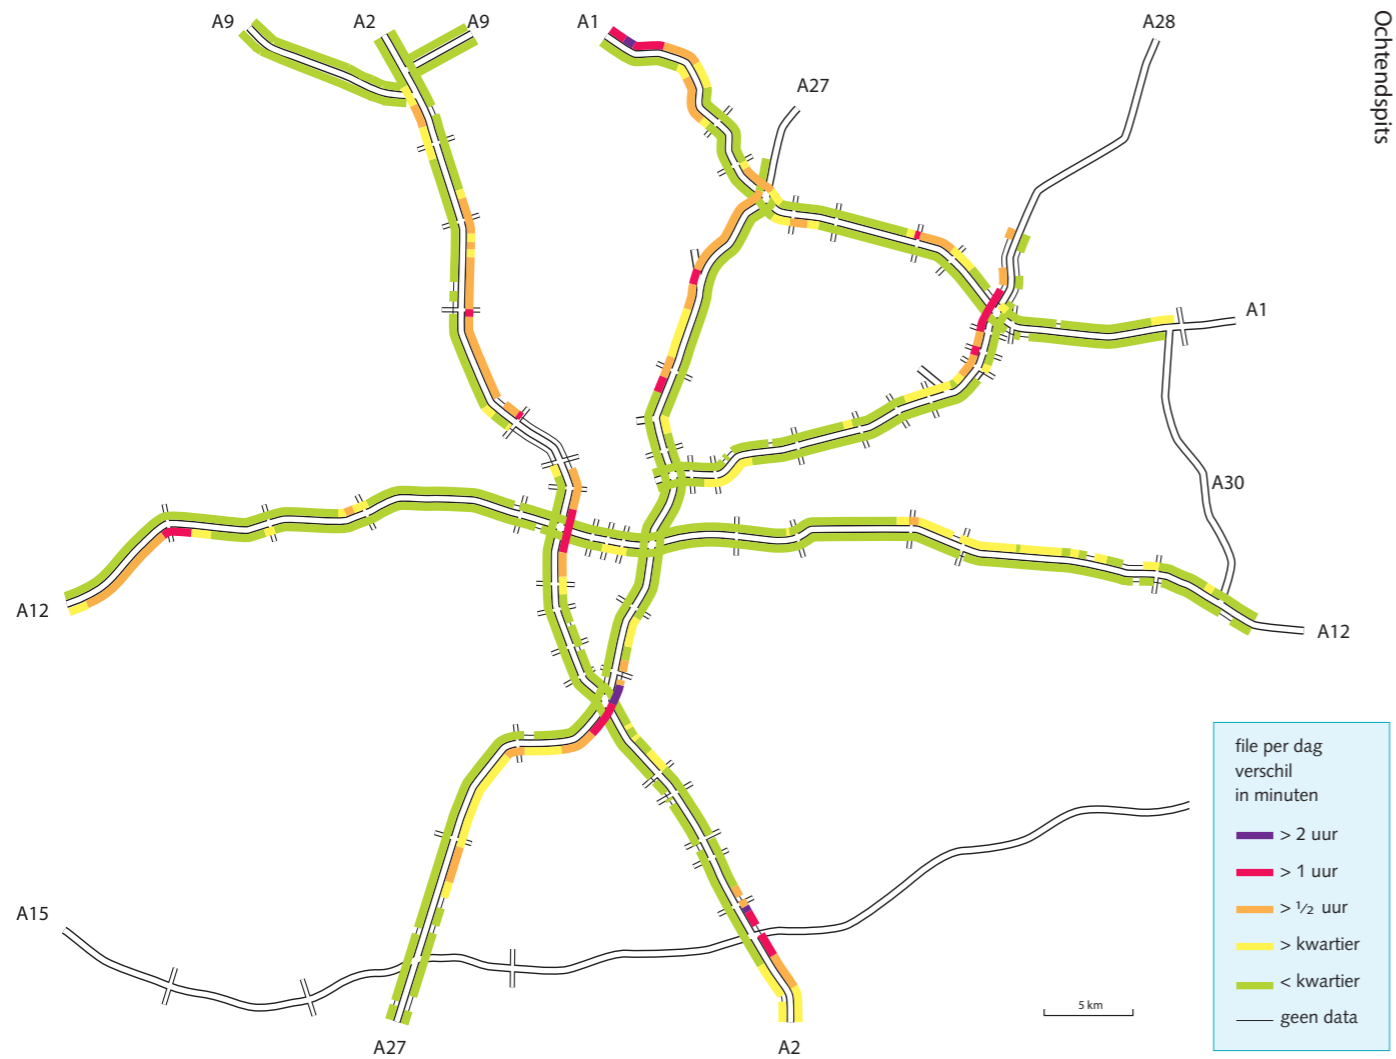 A9
A2
A9
A1
A28
Ochtendspits
A27
A1
A30
A12
A12
A15
A27
A2
5 km
file per dag
verschil
in minuten
> 2 uur
> 1 uur
> ½ uur
> kwartier
< kwartier
geen data